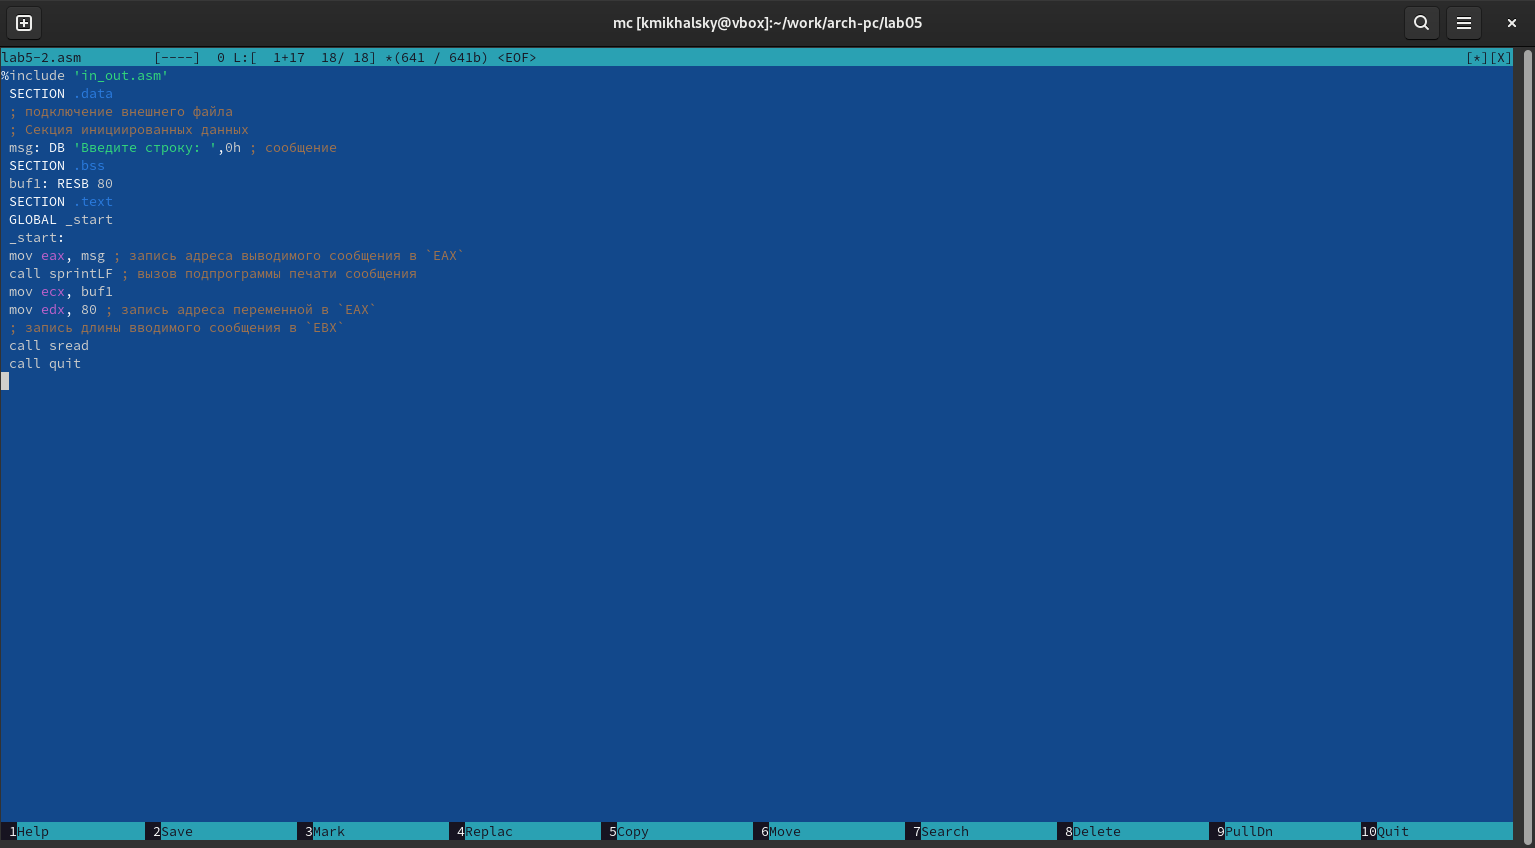 mc [kmikhalsky@vbox]:~/work/arch-pc/lab05
lab5-2.asm [----] 0 L:[ 1+17 18/ 18] *(641 / 641b) <EOF> [*][X]
%include 'in_out.asm'
SECTION .data
; подключение внешнего файла
; Секция инициированных данных
msg: DB 'Введите строку: ',0h ; сообщение
SECTION .bss
buf1: RESB 80
SECTION .text
GLOBAL _start
_start:
mov eax, msg ; запись адреса выводимого сообщения в `EAX`
call sprintLF ; вызов подпрограммы печати сообщения
mov ecx, buf1
mov edx, 80 ; запись адреса переменной в `EAX`
; запись длины вводимого сообщения в `EBX`
call sread
call quit
1Help 2Save 3Mark 4Replac 5Copy 6Move 7Search 8Delete 9PullDn 10Quit